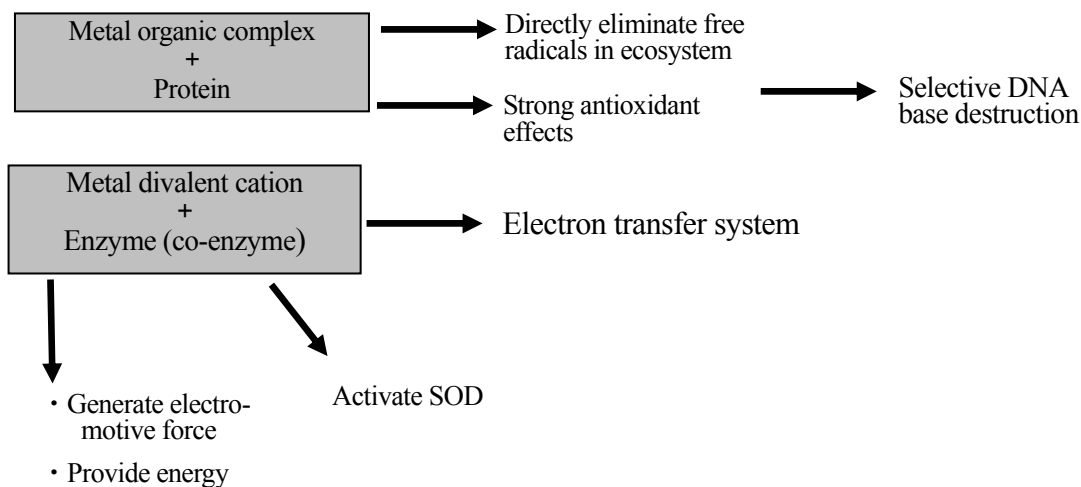 Metal organic complex
+
Protein
Directly eliminate free
radicals in ecosystem
Strong antioxidant
effects
Selective DNA
base destruction
Metal divalent cation
+
Enzyme (co-enzyme)
Electron transfer system
・Generate electro-
motive force
・Provide energy
Activate SOD